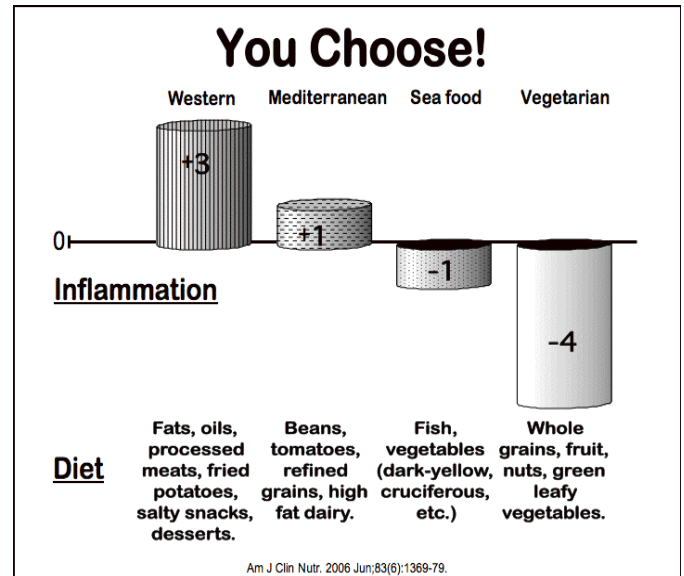 You Choose!
Western Mediterranean Sea food Vegetarian
+3
+1
0
-1
Inflammation
-4
Diet
Fats, oils,
processed
meats, fried
potatoes,
salty snacks,
desserts.
Beans,
tomatoes,
refined
grains, high
fat dairy.
Fish,
vegetables
(dark-yellow,
cruciferous,
etc.)
Whole
grains, fruit,
nuts, green
leafy
vegetables.
Am J Clin Nutr. 2006 Jun;83(6):1369-79.